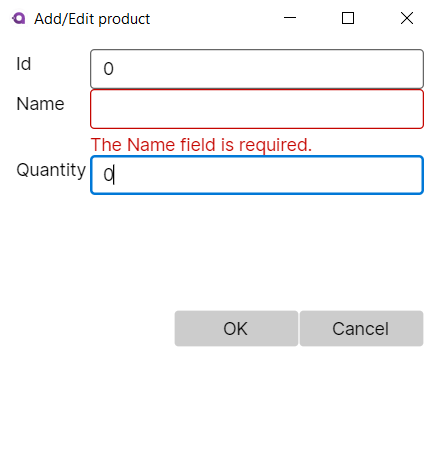 Add/Edit product
Id 0
Name
The Name field is required.
Quantity 0
OK Cancel